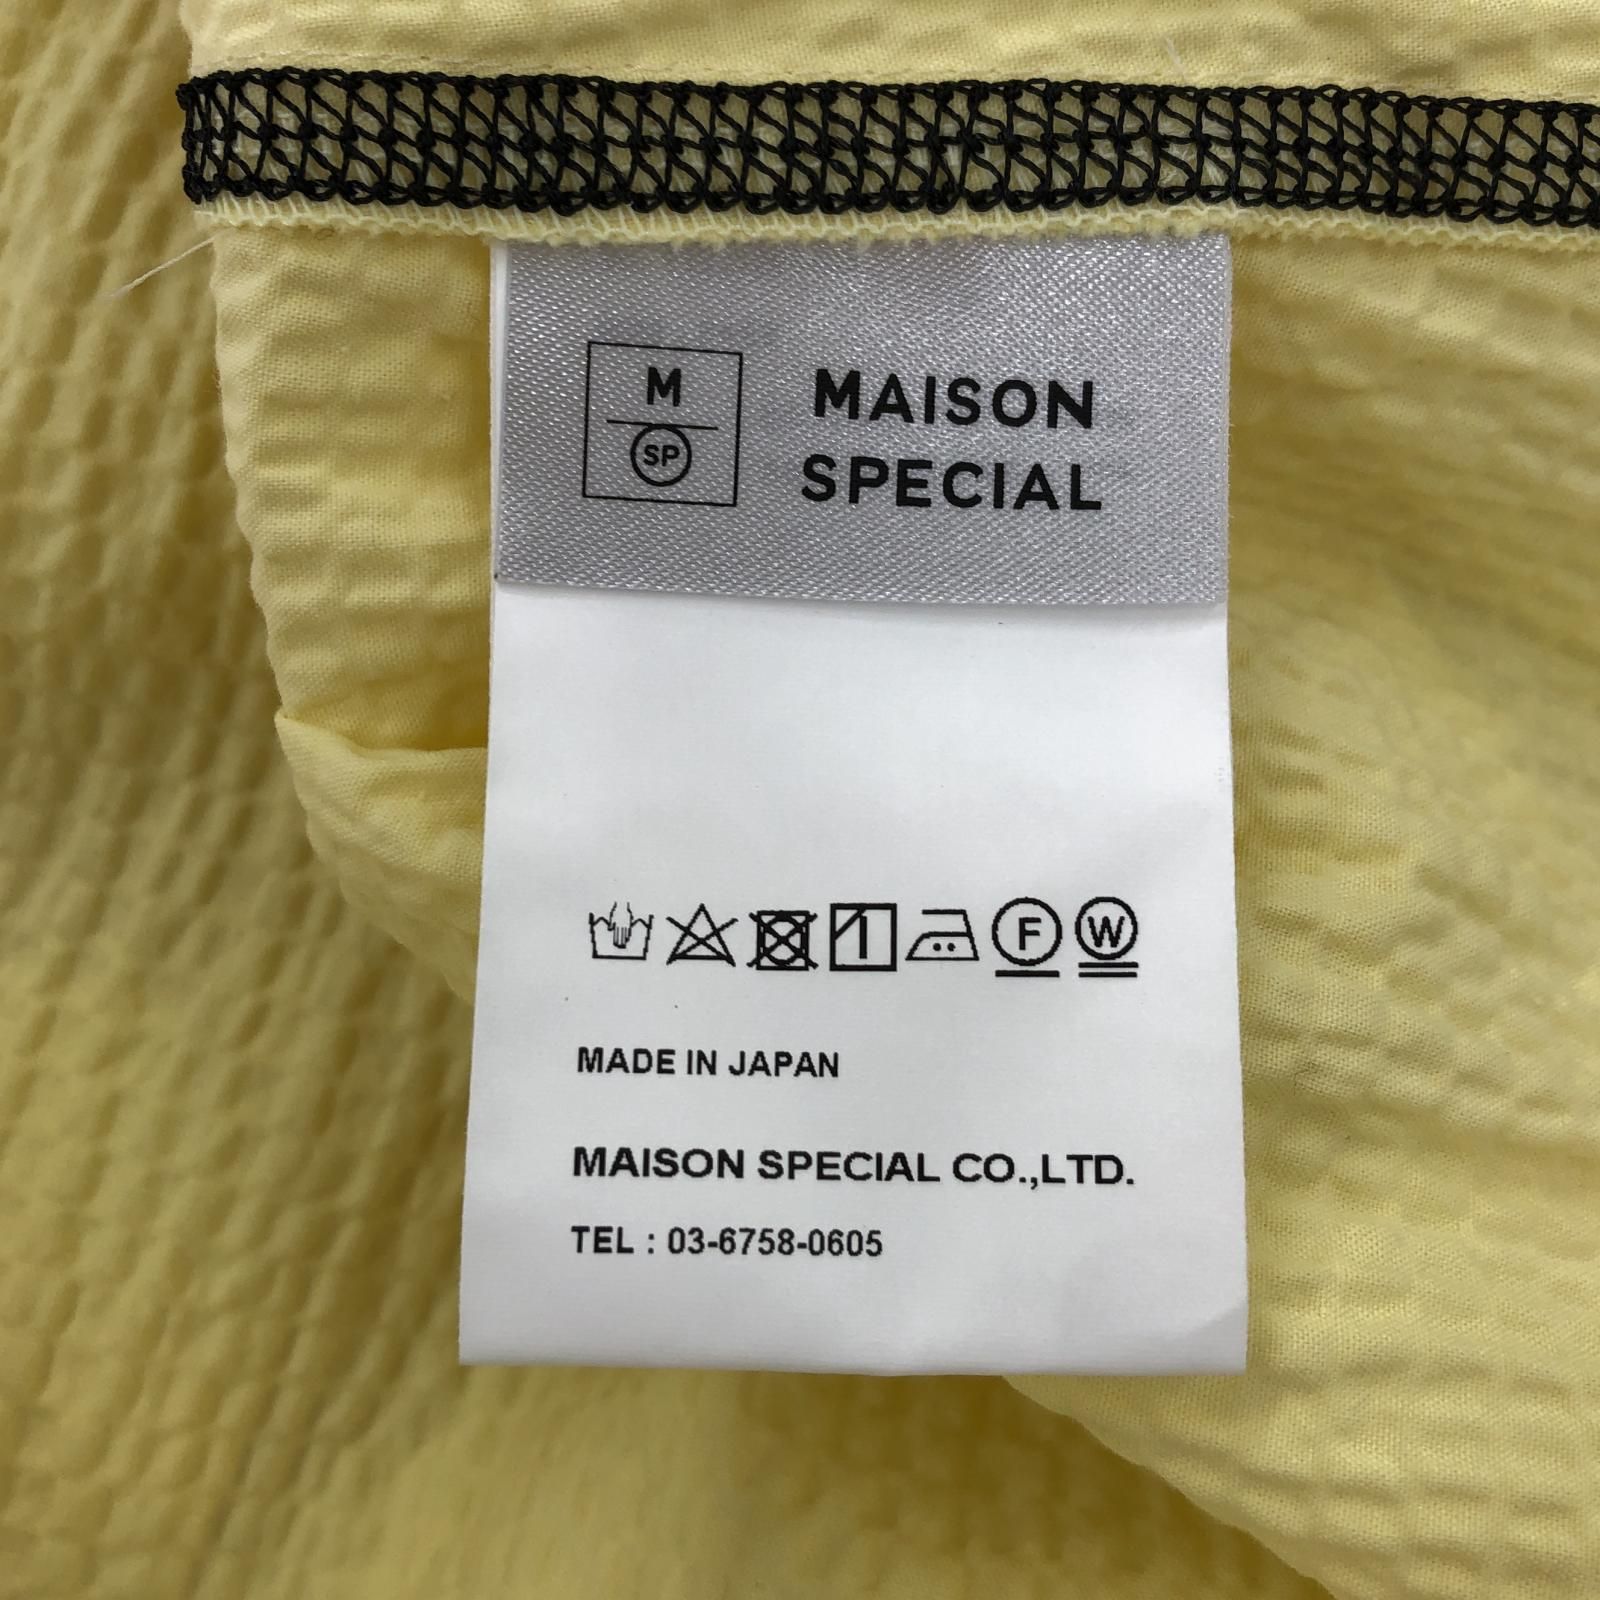 M
SP
MAISON
SPECIAL
F
W
MADE IN JAPAN
MAISON SPECIAL CO.,LTD.
TEL : 03-6758-0605